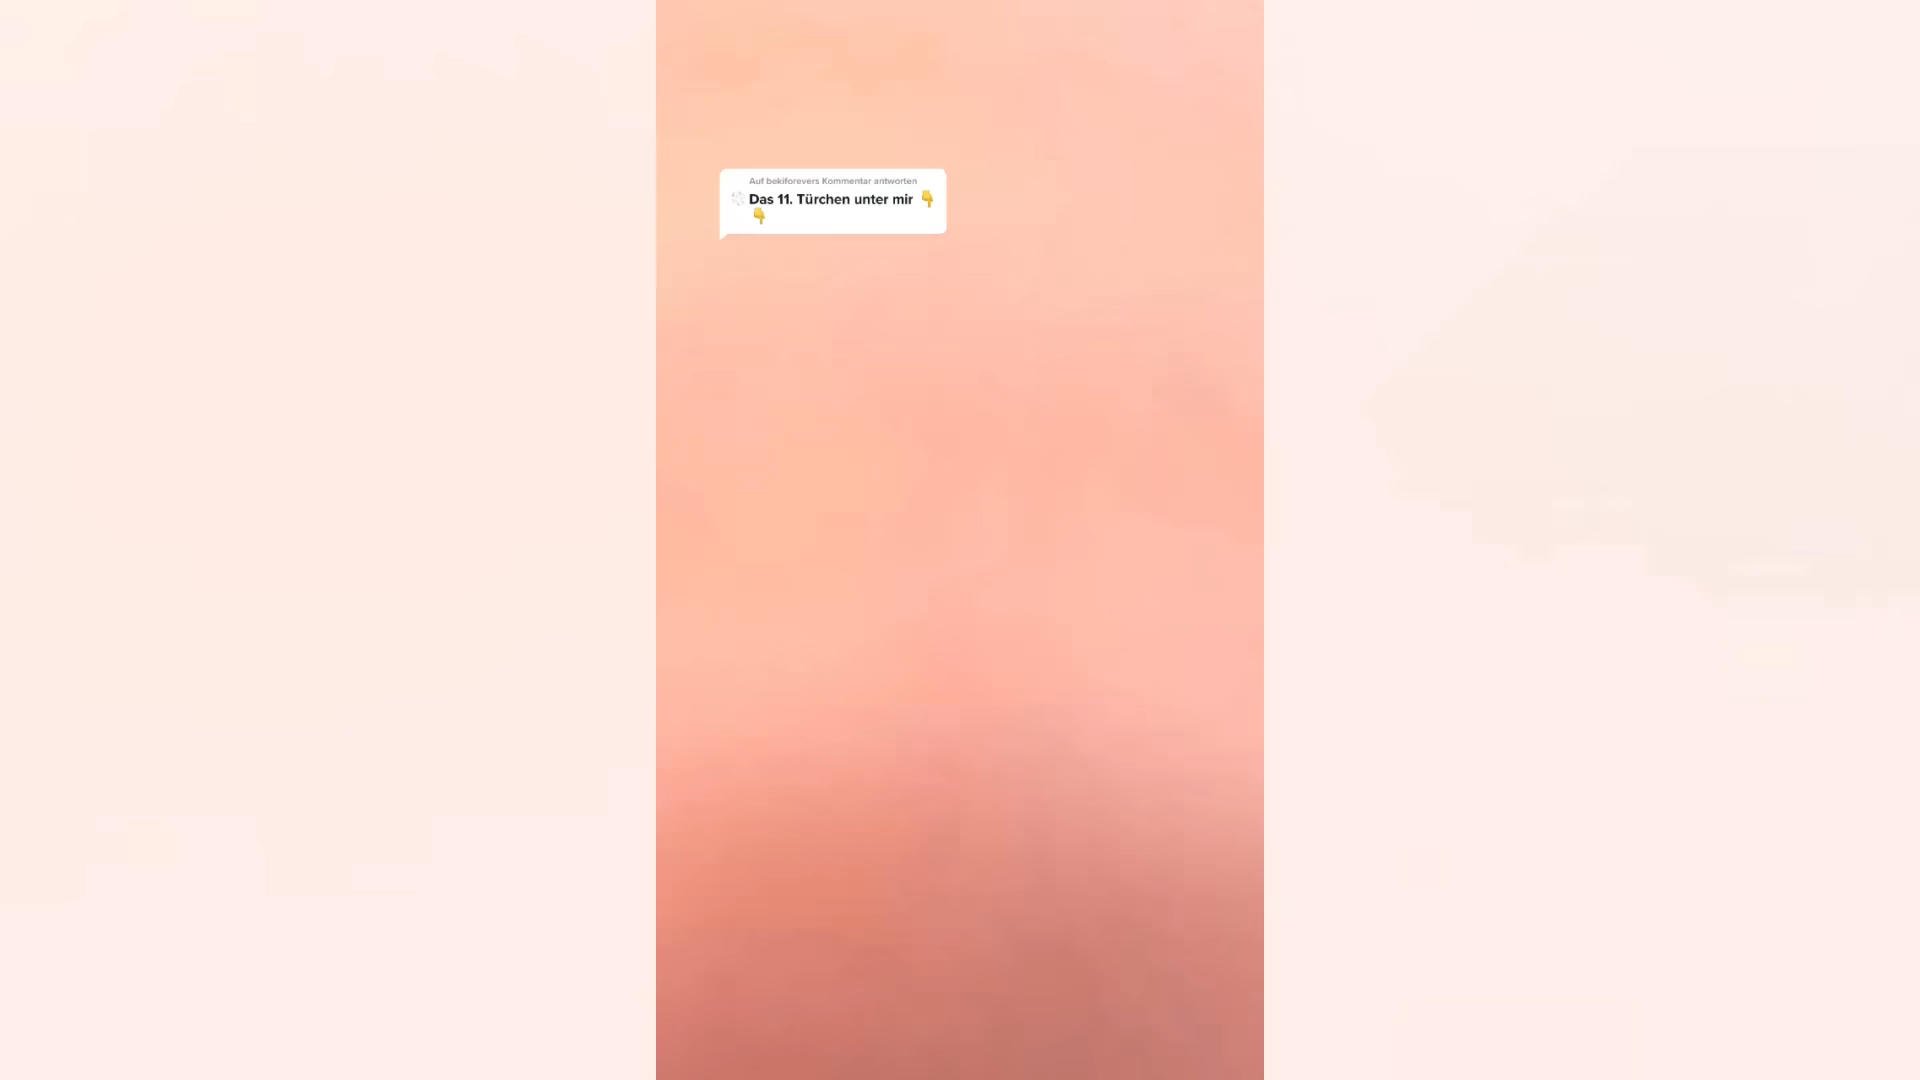 Auf bekiforevers Kommentar antworten
Das 11. Türchen unter mir 👇
👇